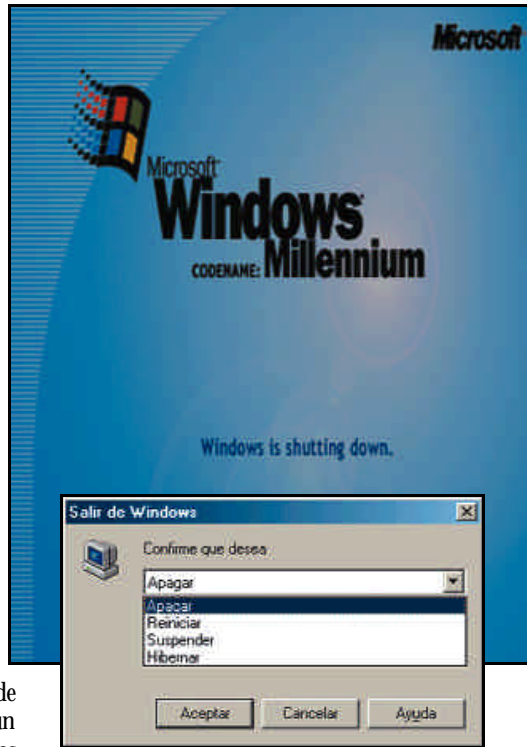 Microsoft
Microsoft
Windows
CODENAME: Millennium
Windows is shutting down.
Salir de Windows
Confirme que desea
Apagar
Apagar
Reiniciar
Suspender
Hibernar
Aceptar Cancelar Ayuda
de